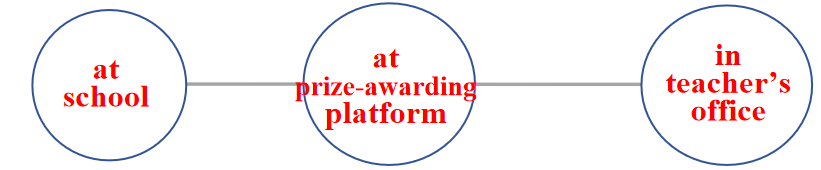 at
school
at
prize-awarding
platform
in
teacher’s
office